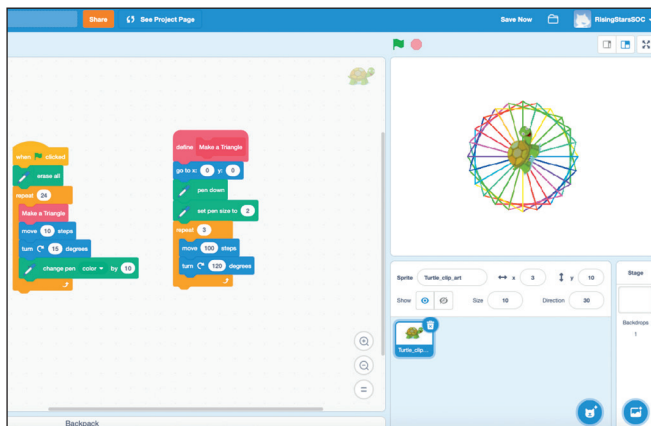 Share
See Project Page
Save Now
RisingStarsSOC
when clicked
erase all
repeat 24
Make a Triangle
move 10 steps
turn 15 degrees
change pen color by 10
define Make a Triangle
go to x: 0 y: 0
pen down
set pen size to 2
repeat 3
move 100 steps
turn 120 degrees
Sprite Turtle_clip_art x 3 y 10
Show Size 10 Direction 30
Turtle_clip...
Stage
Backdrops
1
Backpack